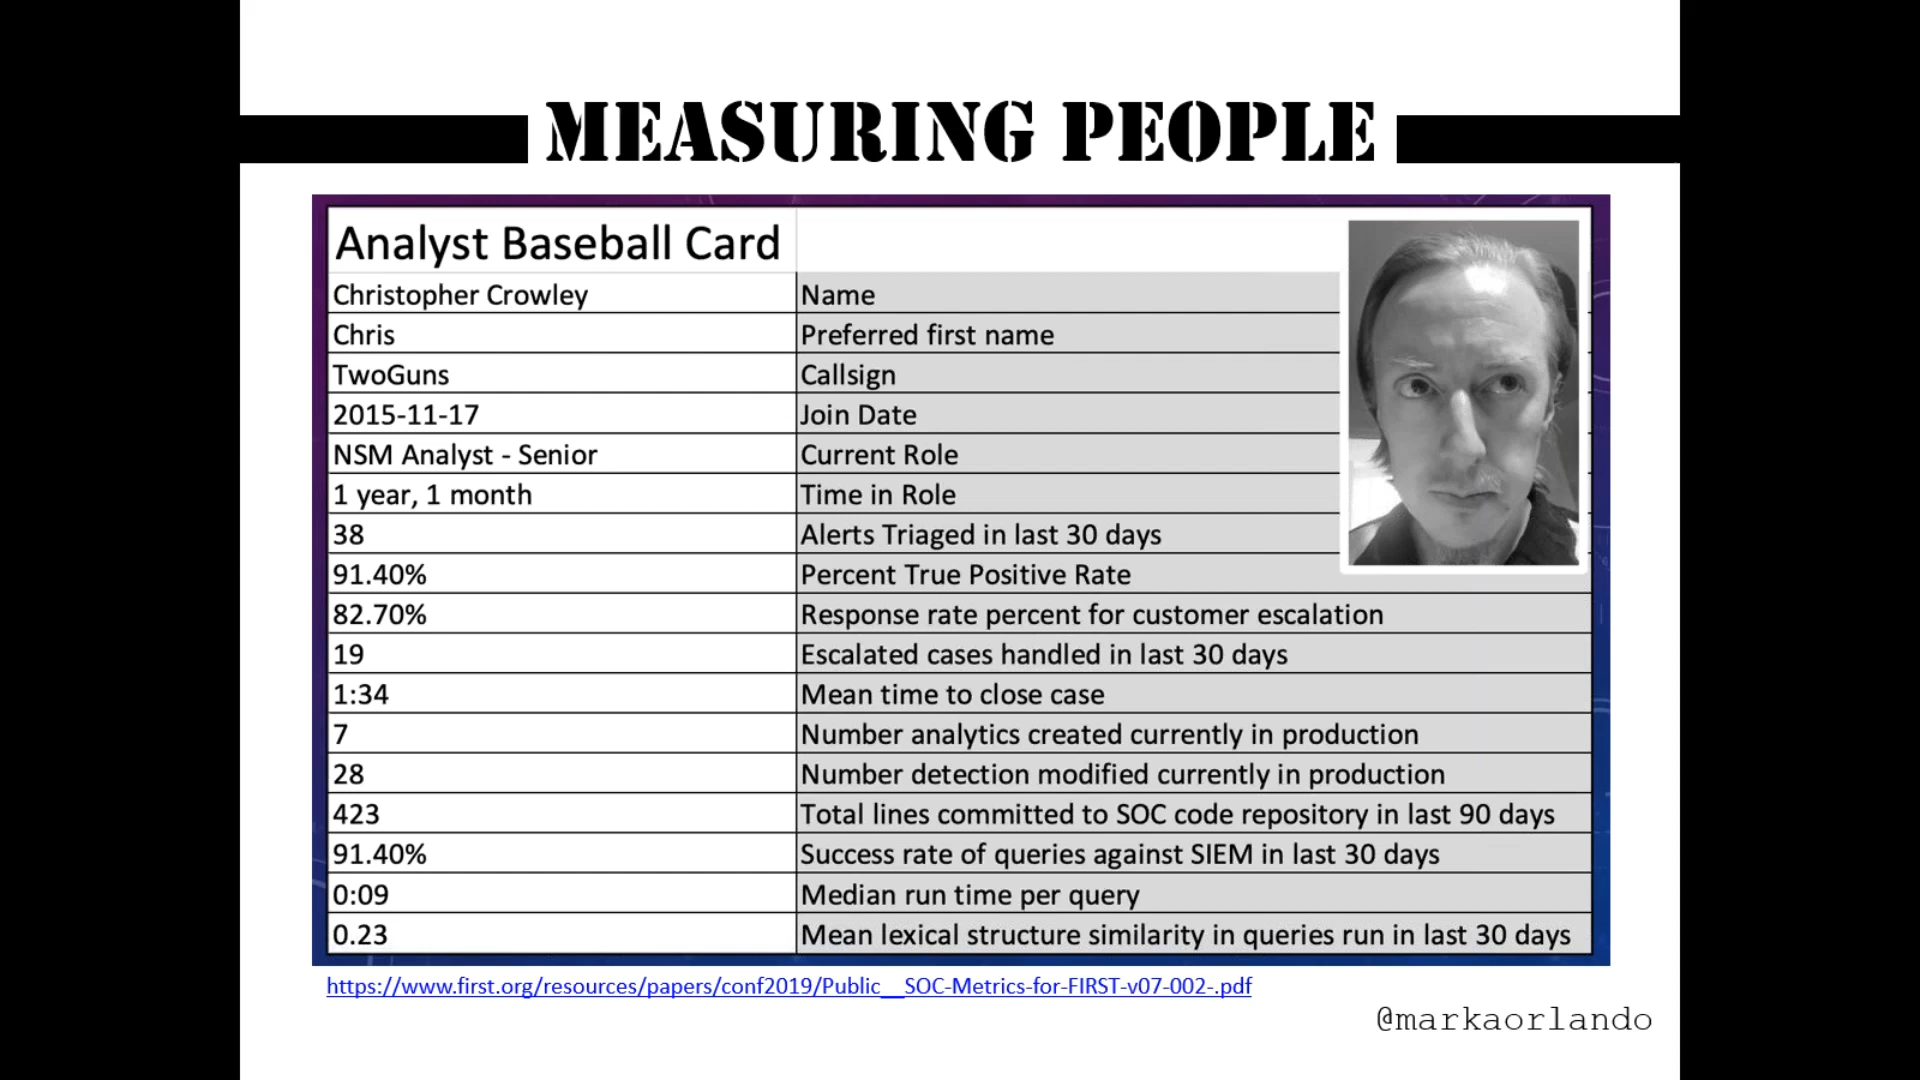 MEASURING PEOPLE
Analyst Baseball Card
Christopher Crowley Name
Chris Preferred first name
TwoGuns Callsign
2015-11-17 Join Date
NSM Analyst - Senior Current Role
1 year, 1 month Time in Role
38 Alerts Triaged in last 30 days
91.40% Percent True Positive Rate
82.70% Response rate percent for customer escalation
19 Escalated cases handled in last 30 days
1:34 Mean time to close case
7 Number analytics created currently in production
28 Number detection modified currently in production
423 Total lines committed to SOC code repository in last 90 days
91.40% Success rate of queries against SIEM in last 30 days
0:09 Median run time per query
0.23 Mean lexical structure similarity in queries run in last 30 days
https://www.first.org/resources/papers/conf2019/Public__SOC-Metrics-for-FIRST-v07-002-.pdf
@markaorlando